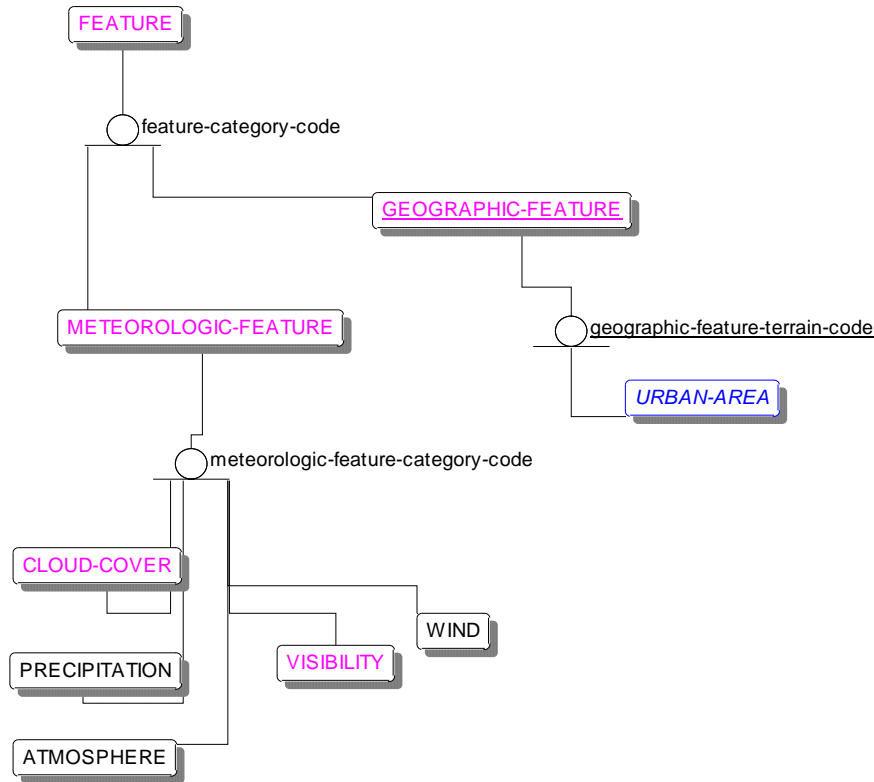 FEATURE
feature-category-code
GEOGRAPHIC-FEATURE
METEOROLOGIC-FEATURE
geographic-feature-terrain-code
URBAN-AREA
meteorologic-feature-category-code
CLOUD-COVER
WIND
VISIBILITY
PRECIPITATION
ATMOSPHERE